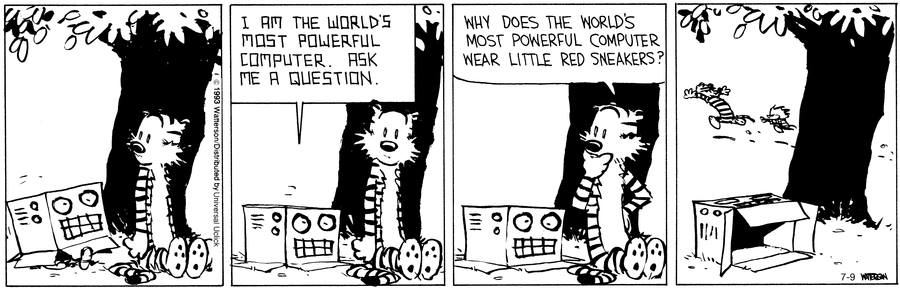 © 1993 Watterson/Distributed by Universal Uclick
I AM THE WORLD'S
MOST POWERFUL
COMPUTER. ASK
ME A QUESTION.
WHY DOES THE WORLD'S
MOST POWERFUL COMPUTER
WEAR LITTLE RED SNEAKERS?
7-9 WATTERSON